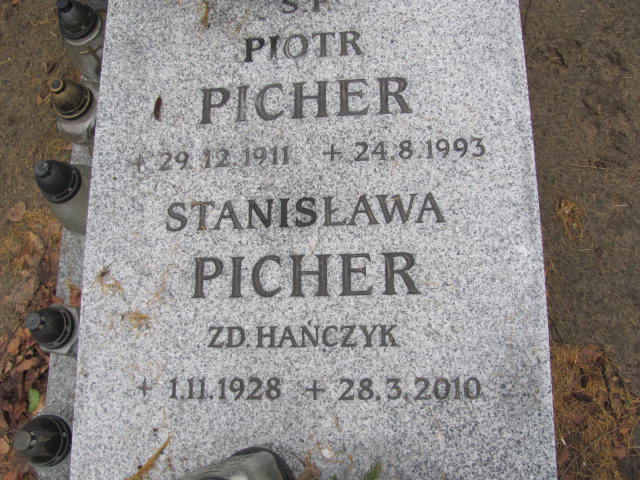 Ś.P.
PIOTR
PICHER
+ 29.12.1911 + 24.8.1993
STANISŁAWA
PICHER
ZD. HAŃCZYK
+ 1.11.1928 + 28.3.2010